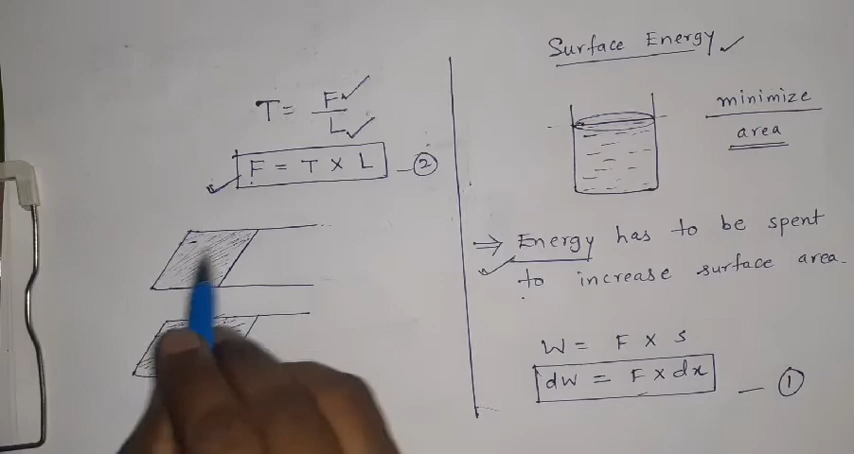 T = F/L
F = T X L - ②
Surface Energy
minimize
area
⇒ Energy has to be spent
to increase surface area.
W = F X S
dW = F X dx - ①